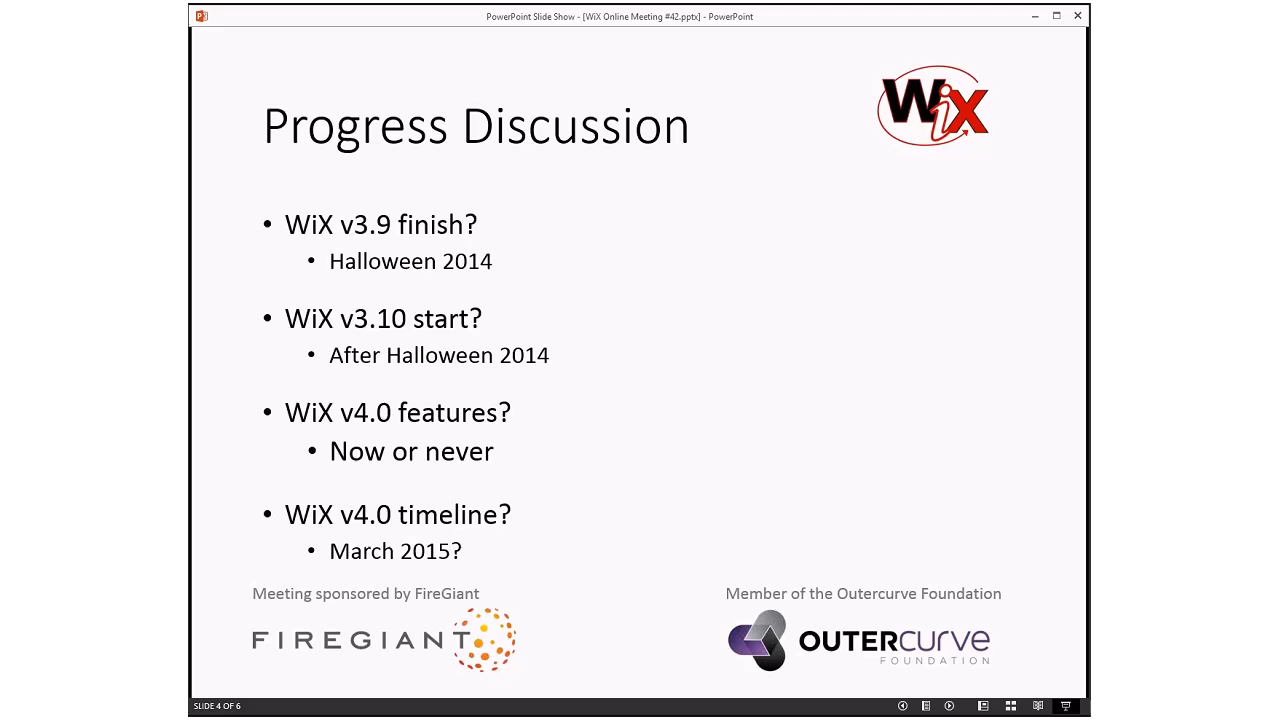 PowerPoint Slide Show - [WiX Online Meeting #42.pptx] - PowerPoint
WiX
Progress Discussion
• WiX v3.9 finish?
• Halloween 2014
• WiX v3.10 start?
• After Halloween 2014
• WiX v4.0 features?
• Now or never
• WiX v4.0 timeline?
• March 2015?
Meeting sponsored by FireGiant
FIREGIANT
Member of the Outercurve Foundation
OUTERCURVE
FOUNDATION
SLIDE 4 OF 6